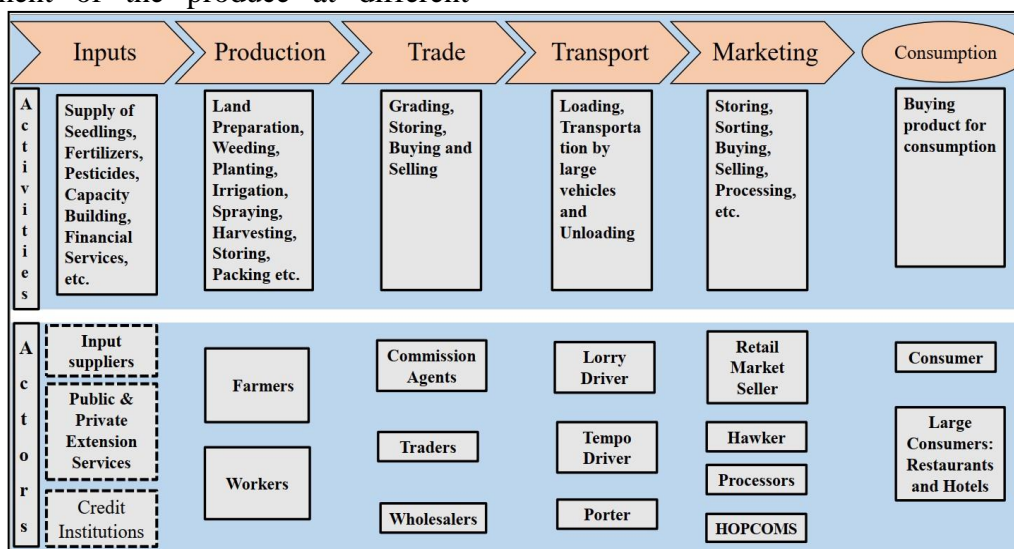 ment of the produce at different
Inputs
Production
Trade
Transport
Marketing
Consumption
Activities
Supply of
Seedlings,
Fertilizers,
Pesticides,
Capacity
Building,
Financial
Services,
etc.
Land
Preparation,
Weeding,
Planting,
Irrigation,
Spraying,
Harvesting,
Storing,
Packing etc.
Grading,
Storing,
Buying and
Selling
Loading,
Transporta
tion by
large
vehicles
and
Unloading
Storing,
Sorting,
Buying,
Selling,
Processing,
etc.
Buying
product for
consumption
Actors
Input
suppliers
Public &
Private
Extension
Services
Credit
Institutions
Farmers
Workers
Commission
Agents
Traders
Wholesalers
Lorry
Driver
Tempo
Driver
Porter
Retail
Market
Seller
Hawker
Processors
HOPCOMS
Consumer
Large
Consumers:
Restaurants
and Hotels